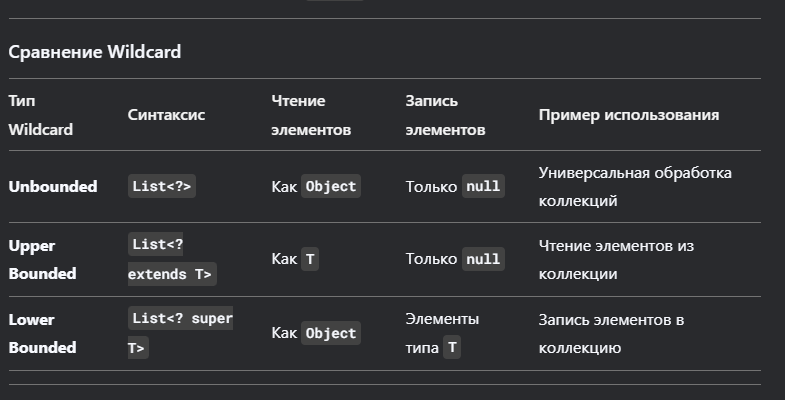 Сравнение Wildcard
Тип Wildcard Синтаксис Чтение элементов Запись элементов Пример использования
Unbounded List<?> Как Object Только null Универсальная обработка коллекций
Upper Bounded List<? extends T> Как T Только null Чтение элементов из коллекции
Lower Bounded List<? super T> Как Object Элементы типа T Запись элементов в коллекцию